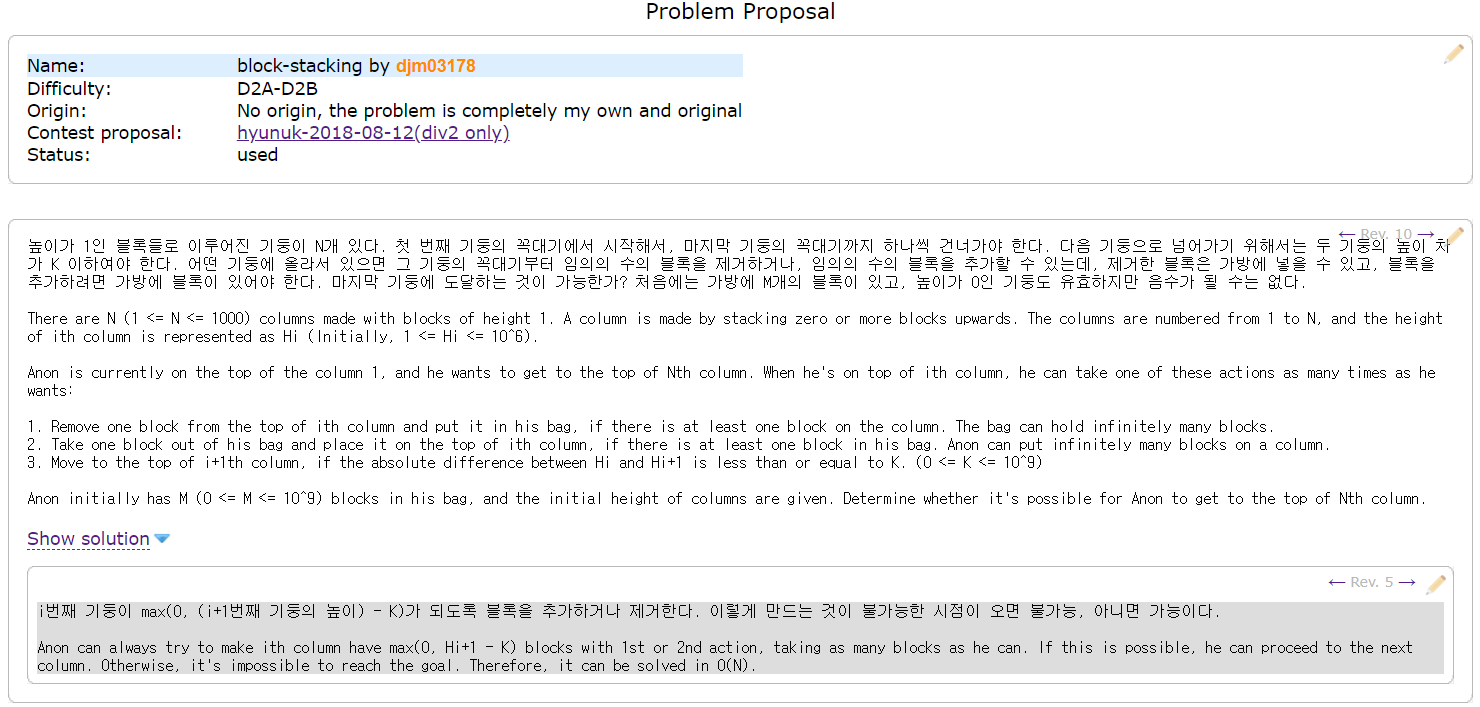 Problem Proposal
Name: block-stacking by djm03178
Difficulty: D2A-D2B
Origin: No origin, the problem is completely my own and original
Contest proposal: hyunuk-2018-08-12(div2 only)
Status: used
← Rev. 10 →
높이가 1인 블록들로 이루어진 기둥이 N개 있다. 첫 번째 기둥의 꼭대기에서 시작해서, 마지막 기둥의 꼭대기까지 하나씩 건너가야 한다. 다음 기둥으로 넘어가기 위해서는 두 기둥의 높이 차
가 K 이하여야 한다. 어떤 기둥에 올라서 있으면 그 기둥의 꼭대기부터 임의의 수의 블록을 제거하거나, 임의의 수의 블록을 추가할 수 있는데, 제거한 블록은 가방에 넣을 수 있고, 블록을
추가하려면 가방에 블록이 있어야 한다. 마지막 기둥에 도달하는 것이 가능한가? 처음에는 가방에 M개의 블록이 있고, 높이가 0인 기둥도 유효하지만 음수가 될 수는 없다.
There are N (1 <= N <= 1000) columns made with blocks of height 1. A column is made by stacking zero or more blocks upwards. The columns are numbered from 1 to N, and the height
of ith column is represented as Hi (Initially, 1 <= Hi <= 10^6).
Anon is currently on the top of the column 1, and he wants to get to the top of Nth column. When he's on top of ith column, he can take one of these actions as many times as he
wants:
1. Remove one block from the top of ith column and put it in his bag, if there is at least one block on the column. The bag can hold infinitely many blocks.
2. Take one block out of his bag and place it on the top of ith column, if there is at least one block in his bag. Anon can put infinitely many blocks on a column.
3. Move to the top of i+1th column, if the absolute difference between Hi and Hi+1 is less than or equal to K. (0 <= K <= 10^9)
Anon initially has M (0 <= M <= 10^9) blocks in his bag, and the initial height of columns are given. Determine whether it's possible for Anon to get to the top of Nth column.
Show solution
← Rev. 5 →
i번째 기둥이 max(0, (i+1번째 기둥의 높이) - K)가 되도록 블록을 추가하거나 제거한다. 이렇게 만드는 것이 불가능한 시점이 오면 불가능, 아니면 가능이다.
Anon can always try to make ith column have max(0, Hi+1 - K) blocks with 1st or 2nd action, taking as many blocks as he can. If this is possible, he can proceed to the next
column. Otherwise, it's impossible to reach the goal. Therefore, it can be solved in O(N).